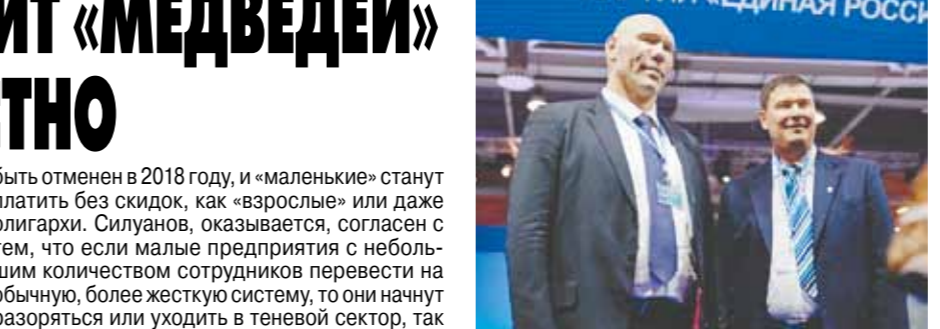 ИТ «МЕДВЕДЕЙ»
ТНО
быть отменен в 2018 году, и «маленькие» станут
платить без скидок, как «взрослые» или даже
олигархи. Силуанов, оказывается, согласен с
тем, что если малые предприятия с неболь-
шим количеством сотрудников перевести на
обычную, более жесткую систему, то они начнут
разоряться или уходить в теневой сектор, так
«ЕДИНАЯ РОССИ